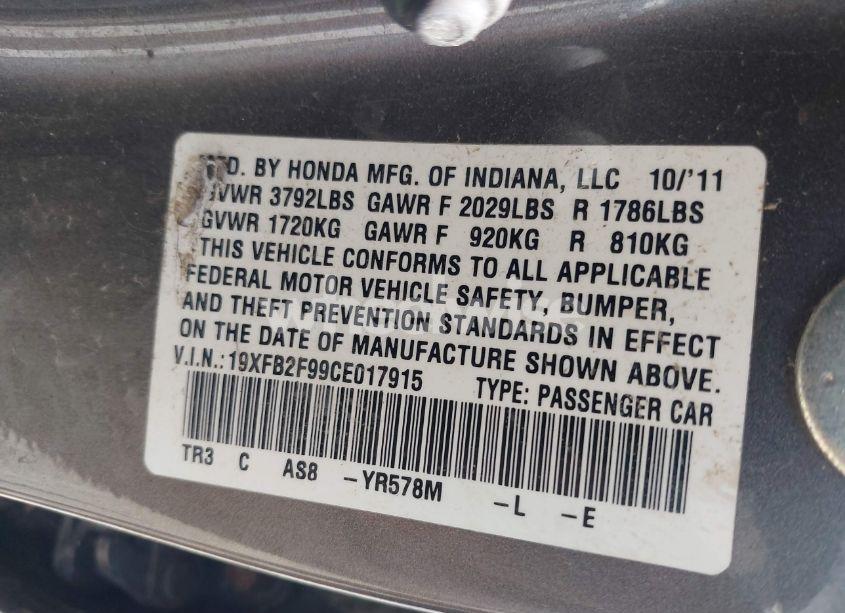 MFD. BY HONDA MFG. OF INDIANA, LLC 10/'11
GVWR 3792LBS GAWR F 2029LBS R 1786LBS
GVWR 1720KG GAWR F 920KG R 810KG
THIS VEHICLE CONFORMS TO ALL APPLICABLE
FEDERAL MOTOR VEHICLE SAFETY, BUMPER,
AND THEFT PREVENTION STANDARDS IN EFFECT
ON THE DATE OF MANUFACTURE SHOWN ABOVE.
V.I.N.:19XFB2F99CE017915 TYPE: PASSENGER CAR
TR3 C AS8 -YR578M -L -E